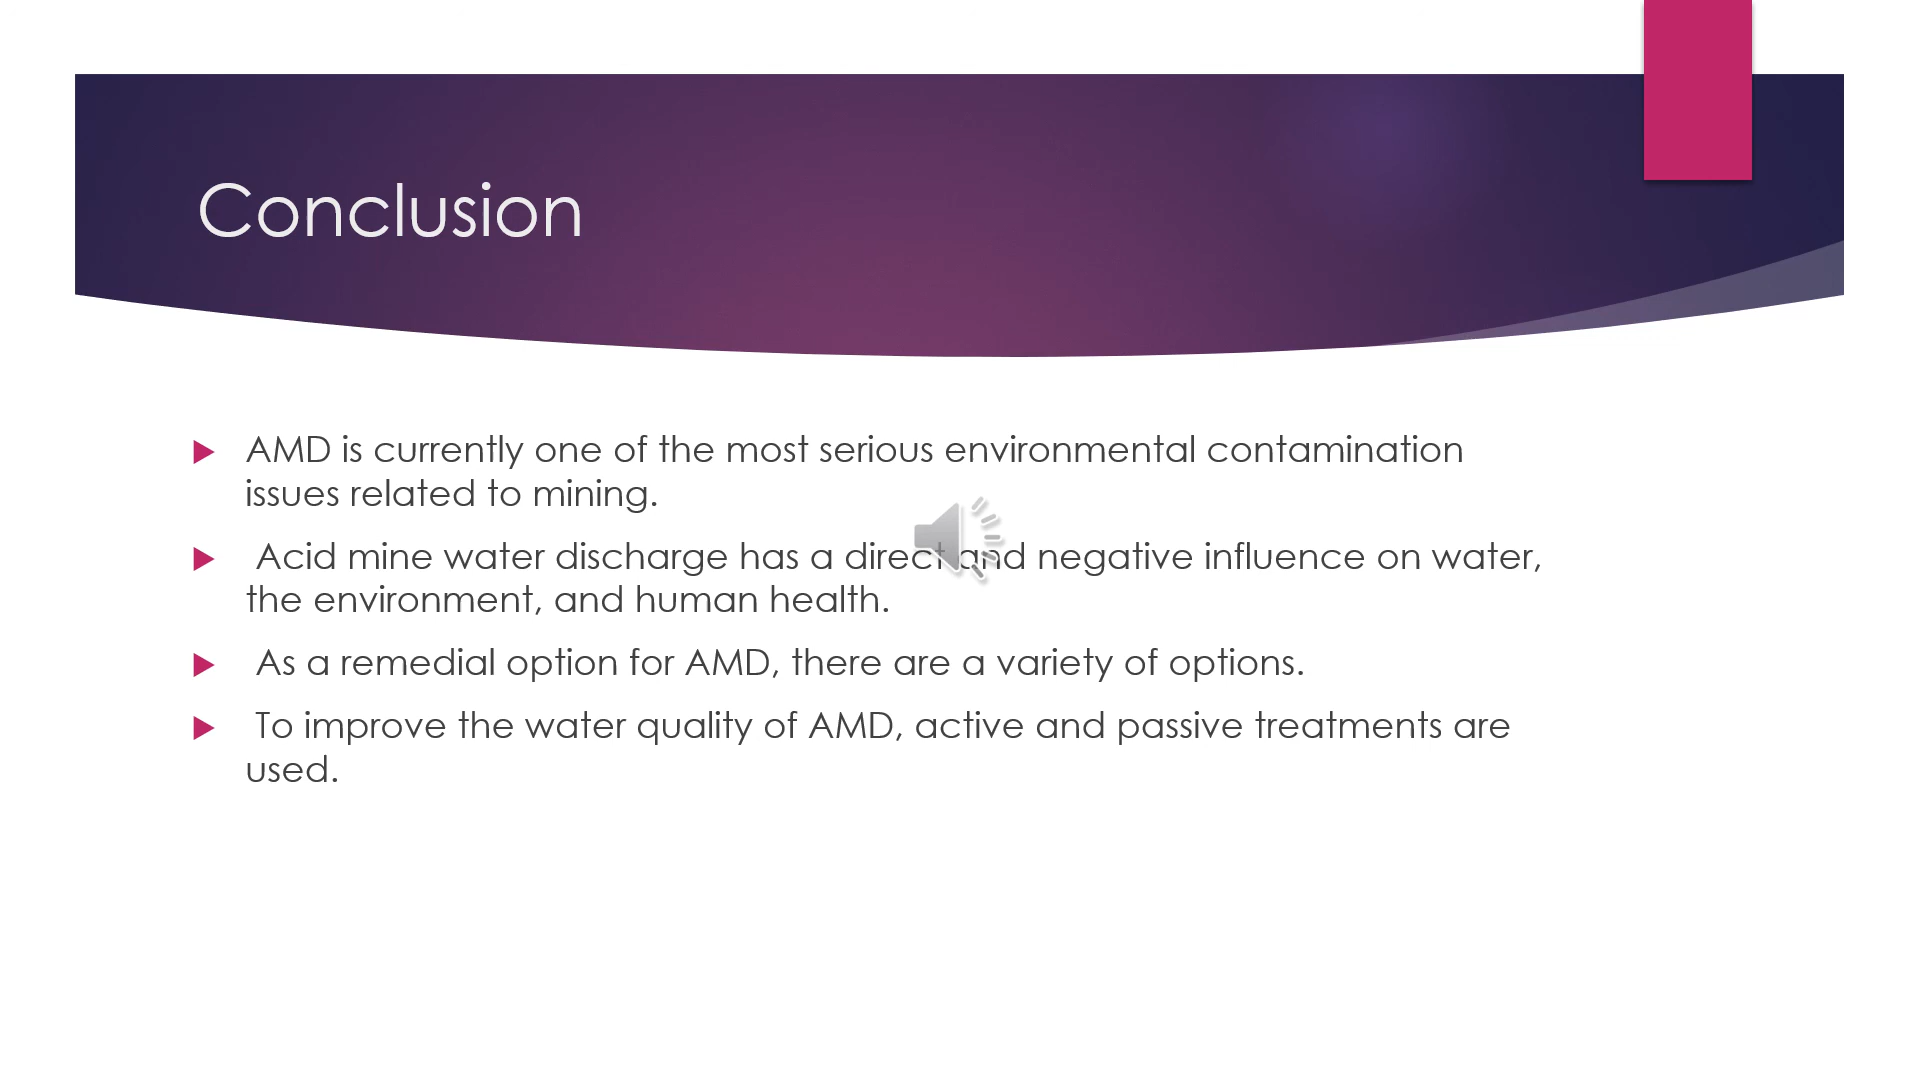 Conclusion
AMD is currently one of the most serious environmental contamination
issues related to mining.
Acid mine water discharge has a direct and negative influence on water,
the environment, and human health.
As a remedial option for AMD, there are a variety of options.
To improve the water quality of AMD, active and passive treatments are
used.